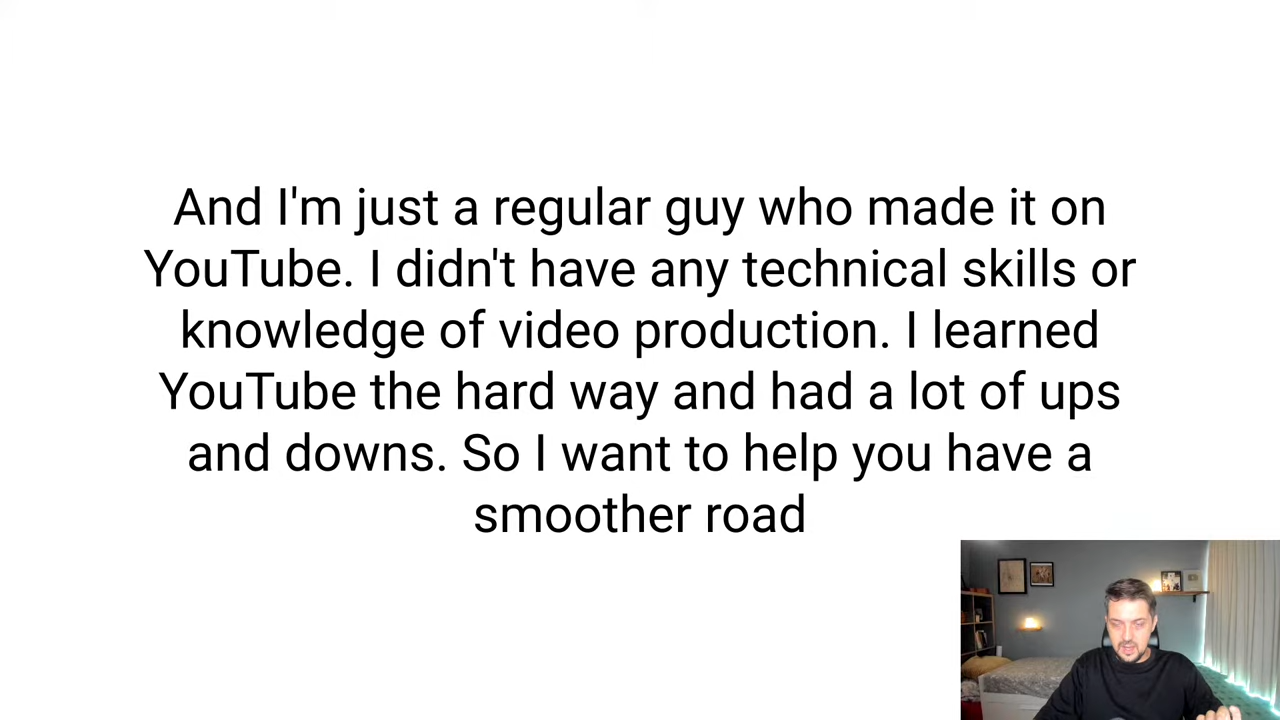 And I'm just a regular guy who made it on
YouTube. I didn't have any technical skills or
knowledge of video production. I learned
YouTube the hard way and had a lot of ups
and downs. So I want to help you have a
smoother road